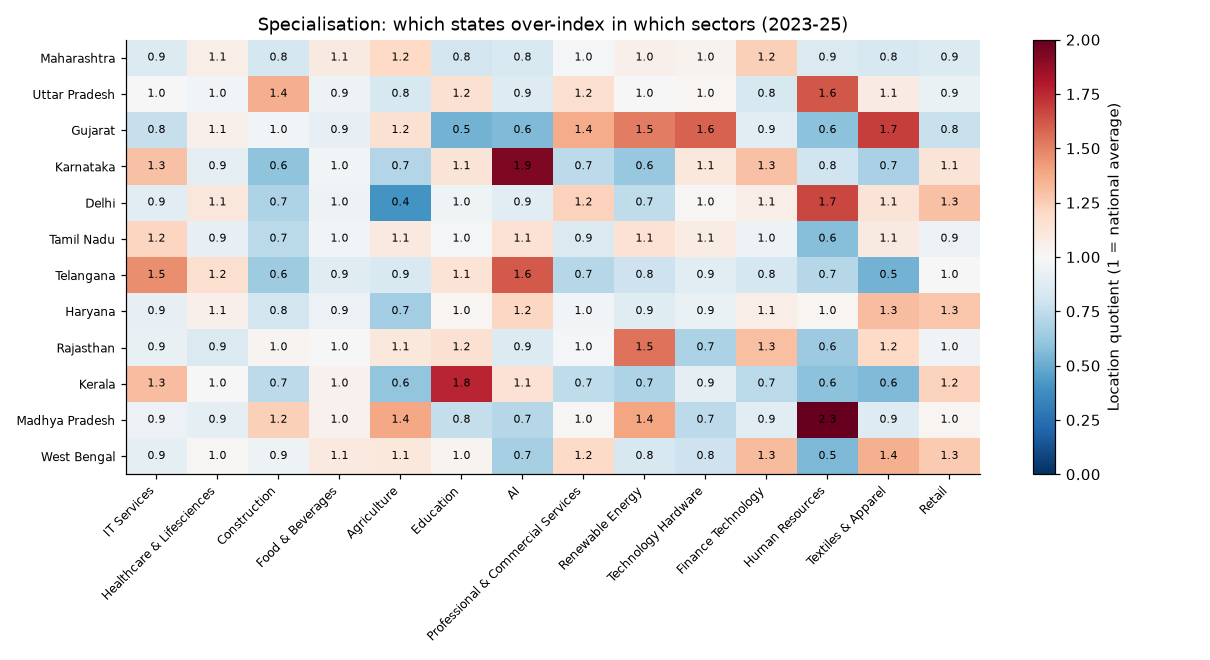 Specialisation: which states over-index in which sectors (2023-25)
Maharashtra 0.9 1.1 0.8 1.1 1.2 0.8 0.8 1.0 1.0 1.0 1.2 0.9 0.8 0.9
Uttar Pradesh 1.0 1.0 1.4 0.9 0.8 1.2 0.9 1.2 1.0 1.0 0.8 1.6 1.1 0.9
Gujarat 0.8 1.1 1.0 0.9 1.2 0.5 0.6 1.4 1.5 1.6 0.9 0.6 1.7 0.8
Karnataka 1.3 0.9 0.6 1.0 0.7 1.1 1.9 0.7 0.6 1.1 1.3 0.8 0.7 1.1
Delhi 0.9 1.1 0.7 1.0 0.4 1.0 0.9 1.2 0.7 1.0 1.1 1.7 1.1 1.3
Tamil Nadu 1.2 0.9 0.7 1.0 1.1 1.0 1.1 0.9 1.1 1.1 1.0 0.6 1.1 0.9
Telangana 1.5 1.2 0.6 0.9 0.9 1.1 1.6 0.7 0.8 0.9 0.8 0.7 0.5 1.0
Haryana 0.9 1.1 0.8 0.9 0.7 1.0 1.2 1.0 0.9 0.9 1.1 1.0 1.3 1.3
Rajasthan 0.9 0.9 1.0 1.0 1.1 1.2 0.9 1.0 1.5 0.7 1.3 0.6 1.2 1.0
Kerala 1.3 1.0 0.7 1.0 0.6 1.8 1.1 0.7 0.7 0.9 0.7 0.6 0.6 1.2
Madhya Pradesh 0.9 0.9 1.2 1.0 1.4 0.8 0.7 1.0 1.4 0.7 0.9 2.3 0.9 1.0
West Bengal 0.9 1.0 0.9 1.1 1.1 1.0 0.7 1.2 0.8 0.8 1.3 0.5 1.4 1.3
IT Services
Healthcare & Lifesciences
Construction
Food & Beverages
Agriculture
Education
AI
Professional & Commercial Services
Renewable Energy
Technology Hardware
Finance Technology
Human Resources
Textiles & Apparel
Retail
2.00
1.75
1.50
1.25
1.00
0.75
0.50
0.25
0.00
Location quotient (1 = national average)